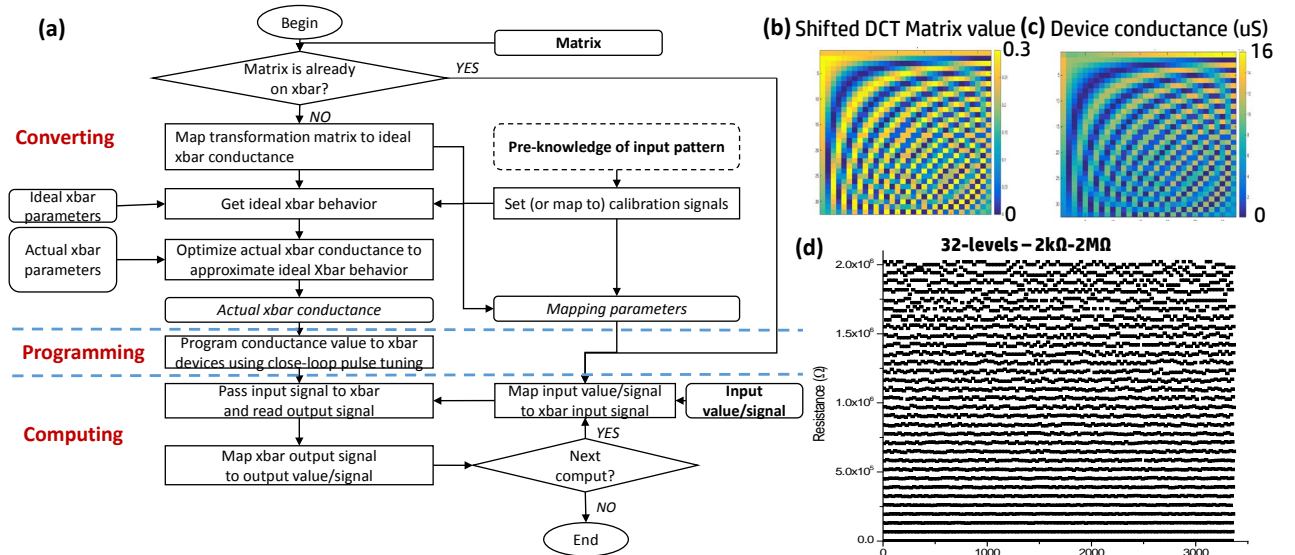 (a)
Begin
Matrix
Matrix is already
on xbar?
YES
NO
Converting
Map transformation matrix to ideal
xbar conductance
Pre-knowledge of input pattern
Ideal xbar
parameters
Get ideal xbar behavior
Set (or map to) calibration signals
Actual xbar
parameters
Optimize actual xbar conductance to
approximate ideal Xbar behavior
Actual xbar conductance
Mapping parameters
Programming
Program conductance value to xbar
devices using close-loop pulse tuning
Computing
Pass input signal to xbar
and read output signal
Map input value/signal
to xbar input signal
Input
value/signal
YES
Map xbar output signal
to output value/signal
Next
comput?
NO
End
(b) Shifted DCT Matrix value
0.3
0
(c) Device conductance (uS)
16
0
(d)
32-levels – 2kΩ-2MΩ
Resistance (Ω)
2.0x10⁶
1.5x10⁶
1.0x10⁶
5.0x10⁵
0.0
0 1000 2000 3000